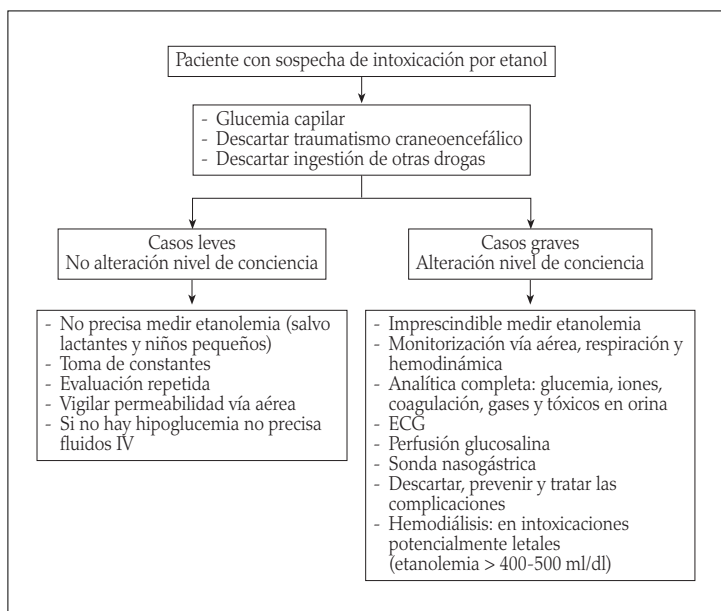 Paciente con sospecha de intoxicación por etanol
- Glucemia capilar
- Descartar traumatismo craneoencefálico
- Descartar ingestión de otras drogas
Casos leves
No alteración nivel de conciencia
Casos graves
Alteración nivel de conciencia
- No precisa medir etanolemia (salvo
lactantes y niños pequeños)
- Toma de constantes
- Evaluación repetida
- Vigilar permeabilidad vía aérea
- Si no hay hipoglucemia no precisa
fluidos IV
- Imprescindible medir etanolemia
- Monitorización vía aérea, respiración y
hemodinámica
- Analítica completa: glucemia, iones,
coagulación, gases y tóxicos en orina
- ECG
- Perfusión glucosalina
- Sonda nasogástrica
- Descartar, prevenir y tratar las
complicaciones
- Hemodiálisis: en intoxicaciones
potencialmente letales
(etanolemia > 400-500 ml/dl)